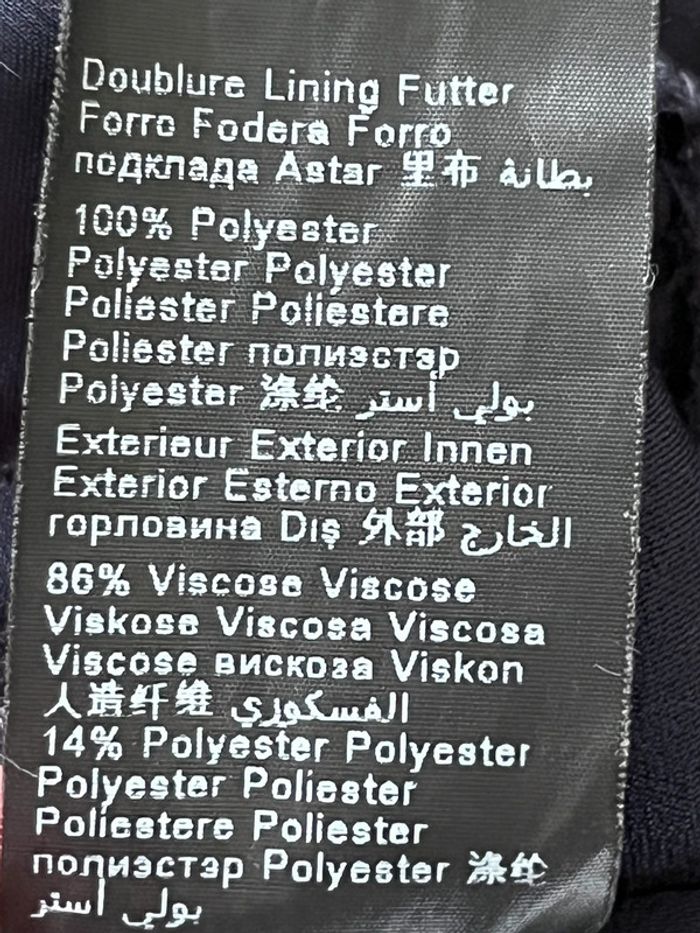 Doublure Lining Futter
Forro Fodera Forro
подклада Astar 里布 بطانة
100% Polyester
Polyester Polyester
Poliester Poliestere
Poliester полиэстэр
Polyester 涤纶 بولي أستر
Exterieur Exterior Innen
Exterior Esterno Exterior
горловина Dış 外部 الخارج
86% Viscose Viscose
Viskose Viscosa Viscosa
Viscose вискоза Viskon
人造纤维 الفسكوزي
14% Polyester Polyester
Polyester Poliester
Poliestere Poliester
полиэстэр Polyester 涤纶
بولي أستر